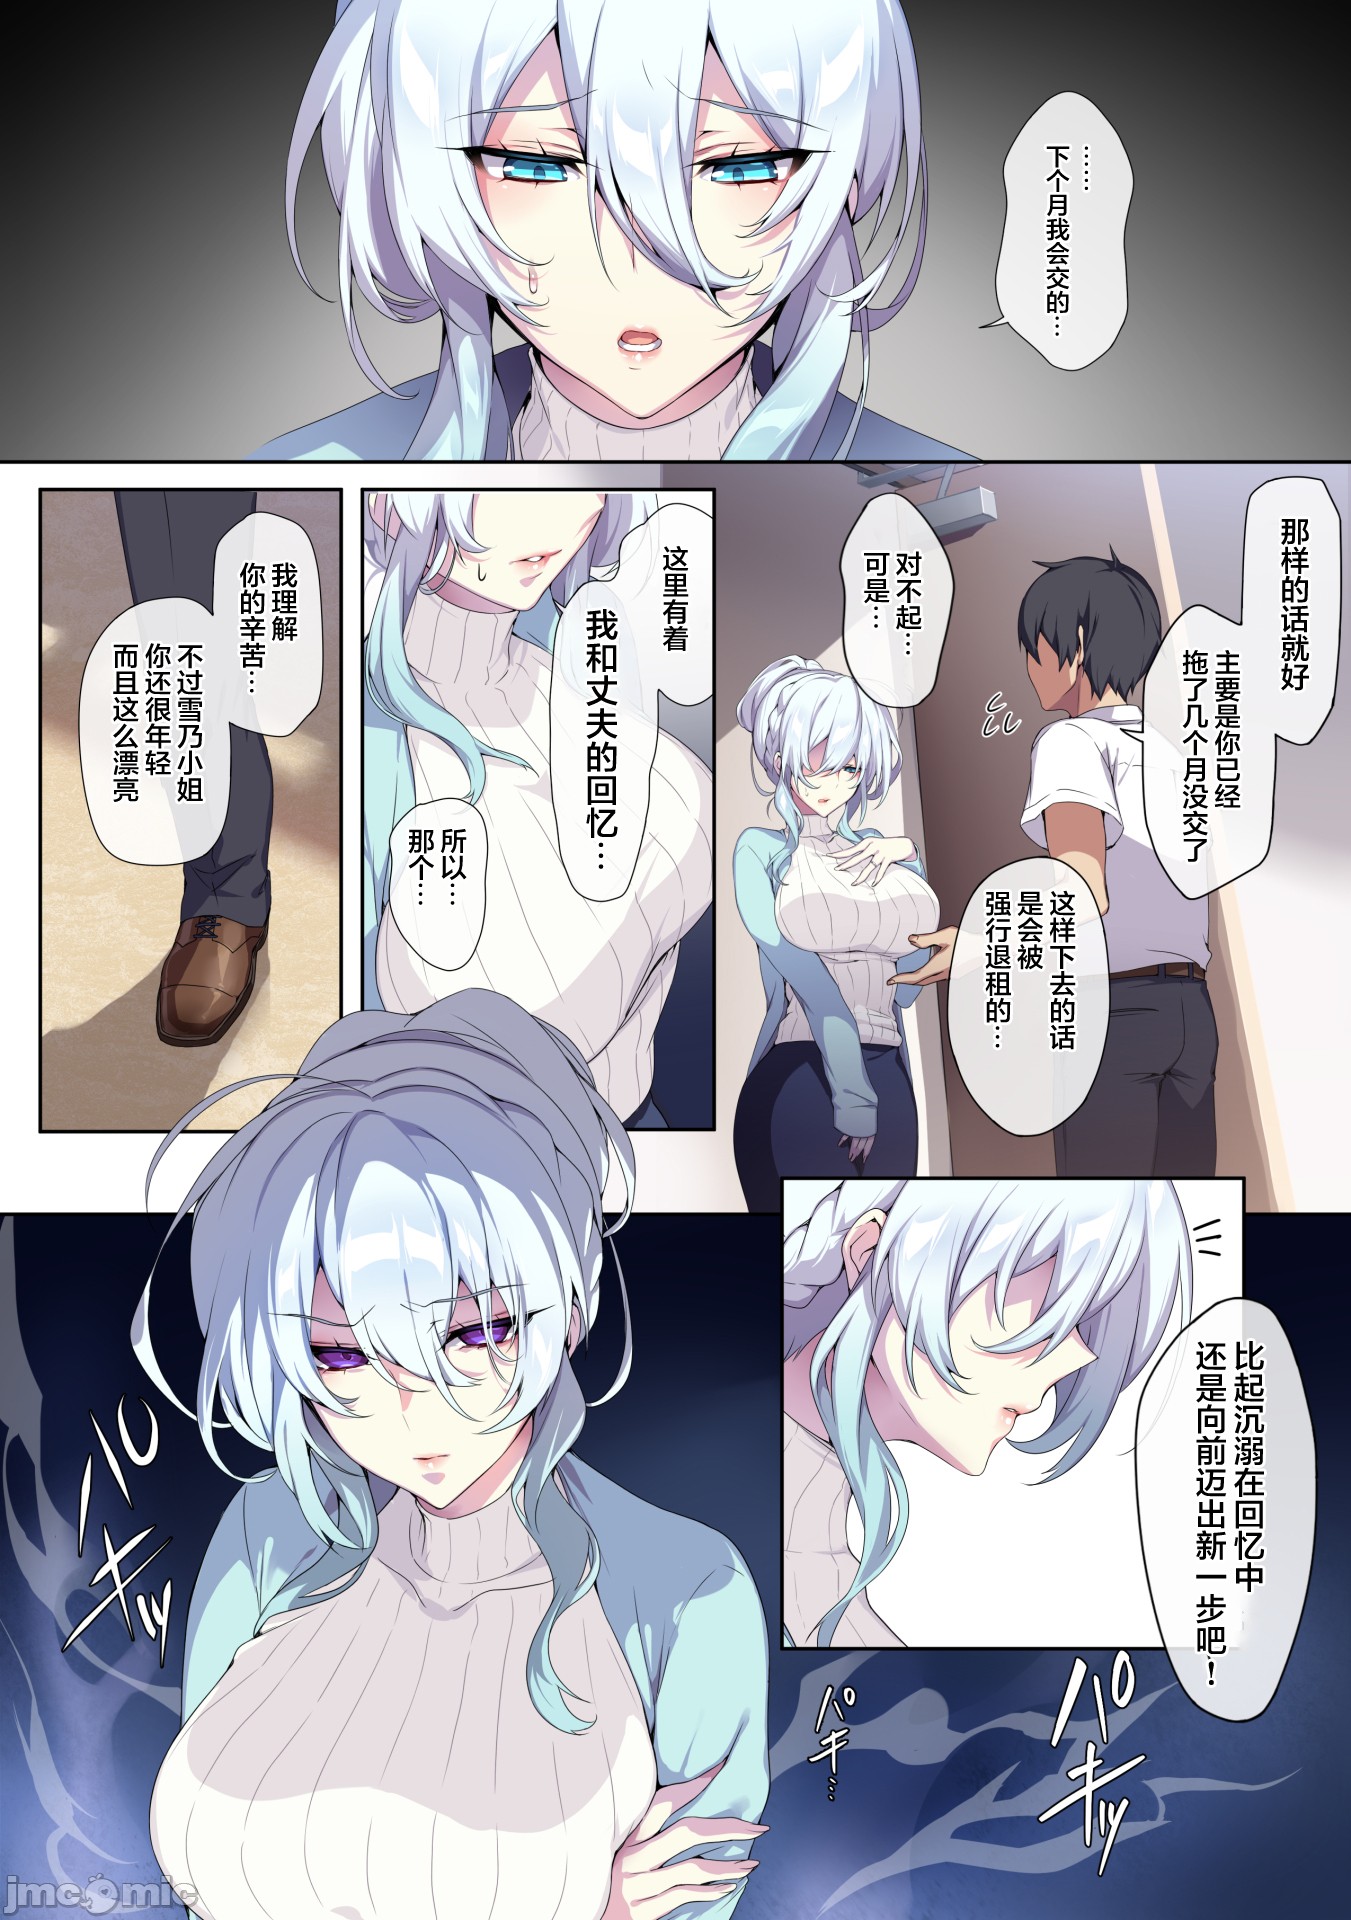 ……
下个月我会交的…
那样的话就好
主要是你已经
拖了几个月没交了
对不起…
可是…
这样下去的话
是会被
强行退租的…
这里有着
我和丈夫的回忆…
所以…
那个…
我理解
你的辛苦…
不过雪乃小姐
你还很年轻
而且这么漂亮
比起沉溺在回忆中
还是向前迈出新一步吧！
パキッ
パキッ
パキ…
jmcomic